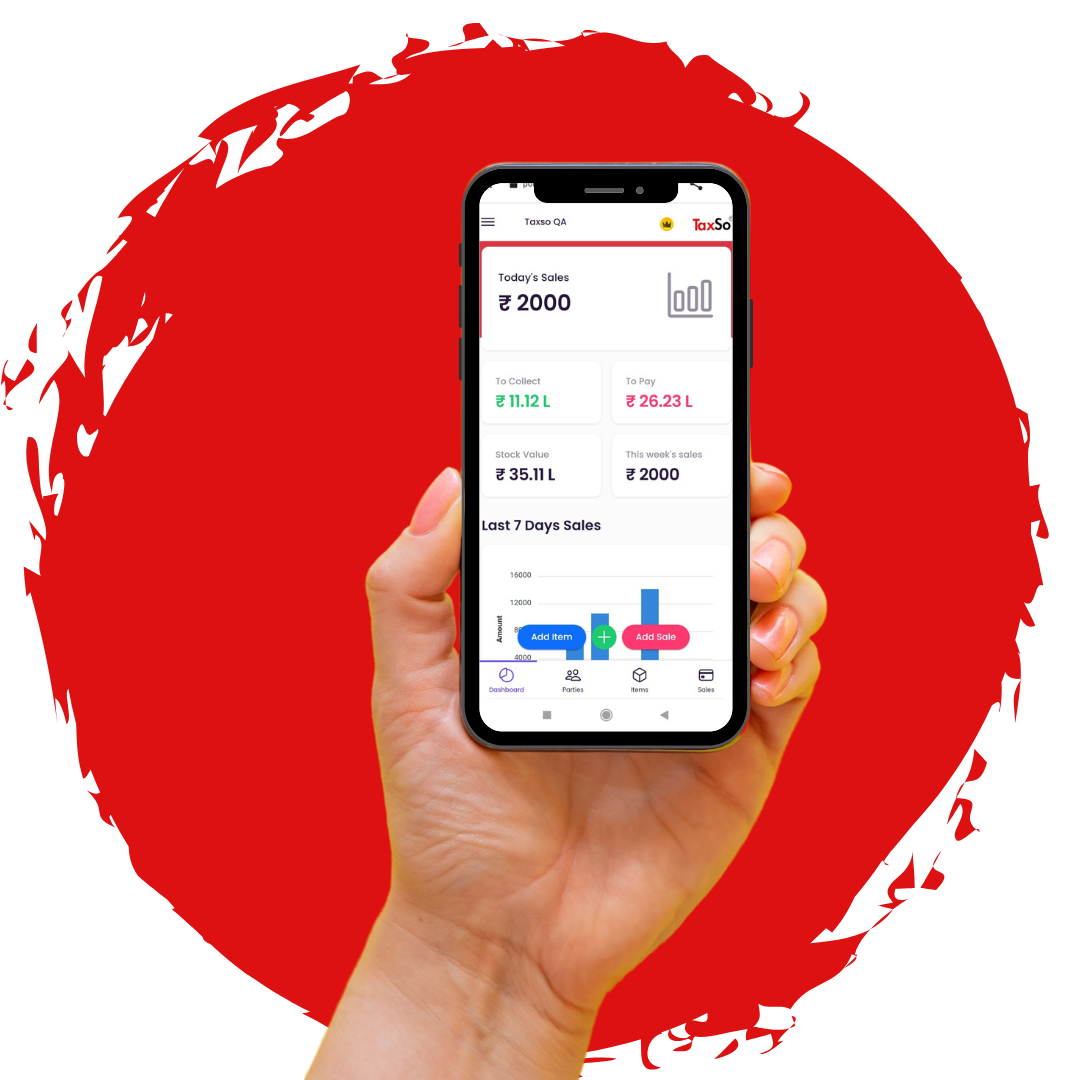 Taxso QA
TaxSo
Today's Sales
₹ 2000
To Collect
₹ 11.12 L
To Pay
₹ 26.23 L
Stock Value
₹ 35.11 L
This week's sales
₹ 2000
Last 7 Days Sales
16000
12000
Amount
4000
Add Item
+
Add Sale
Dashboard
Parties
Items
Sales